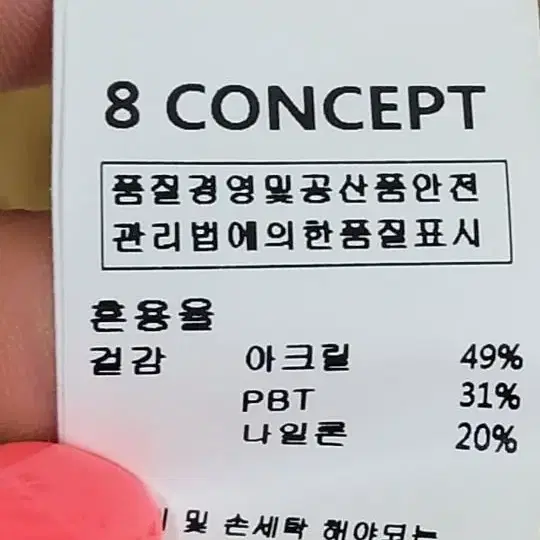 8 CONCEPT
품질경영및공산품안전
관리법에의한품질표시
혼용율
겉감 아크릴 49%
PBT 31%
나일론 20%
및 손세탁 해야되는